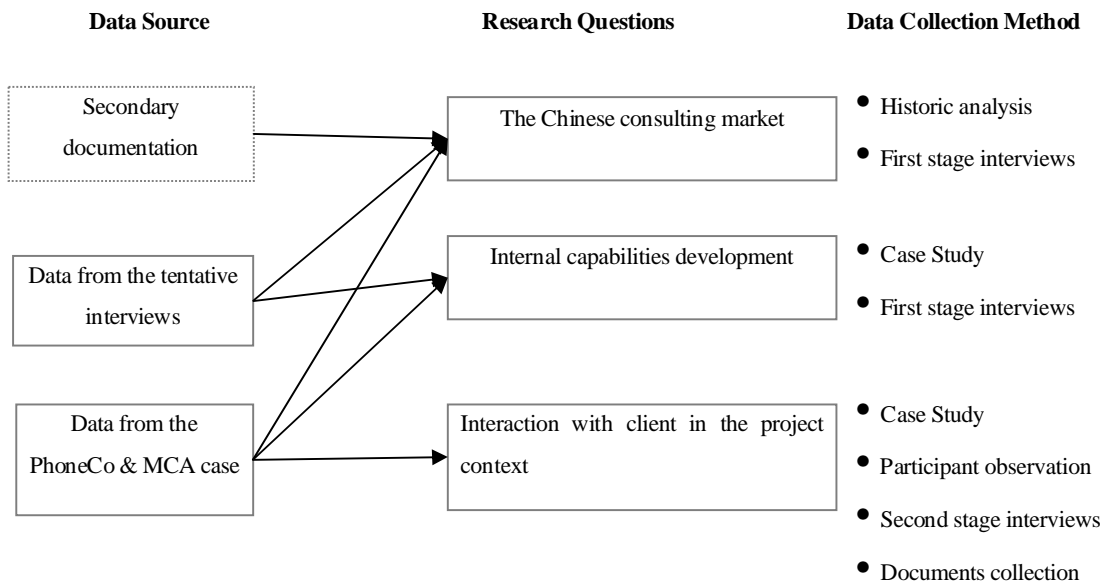 Data Source
Research Questions
Data Collection Method
Secondary
documentation
The Chinese consulting market
● Historic analysis
● First stage interviews
Data from the tentative
interviews
Internal capabilities development
● Case Study
● First stage interviews
Data from the
PhoneCo & MCA case
Interaction with client in the project
context
● Case Study
● Participant observation
● Second stage interviews
● Documents collection